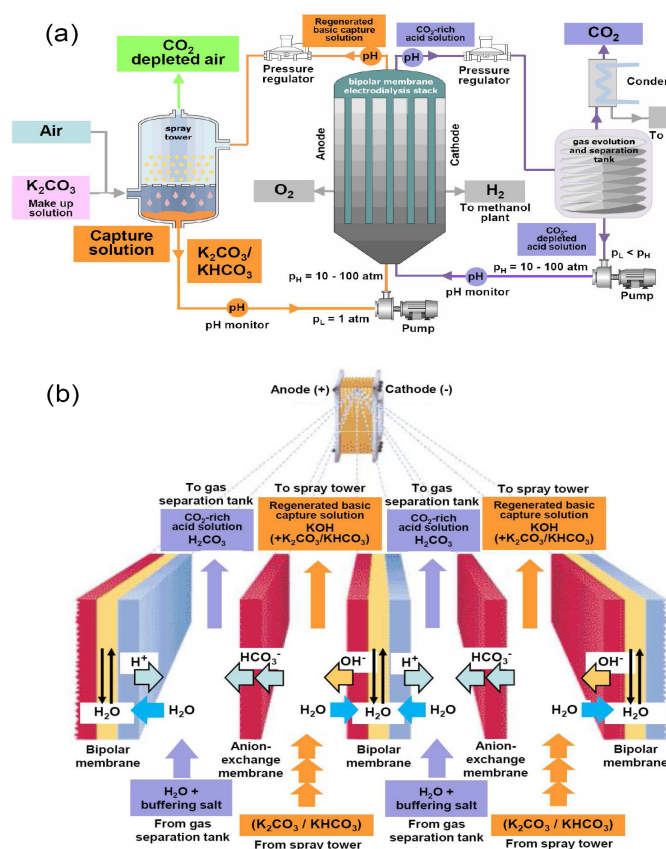 (a)
Regenerated
basic capture
solution
CO2-rich
acid solution
CO2
CO2
depleted air
pH
pH
Pressure
regulator
Pressure
regulator
Conden
To
bipolar membrane
electrodialysis stack
spray
tower
gas evolution
and separation
tank
Air
Anode
Cathode
K2CO3
Make up
solution
O2
H2
To methanol
plant
Capture
solution
K2CO3/
KHCO3
CO2-
depleted
acid solution
pL < pH
pH = 10 - 100 atm
pH = 10 - 100 atm
pH
pH monitor
pH
pH monitor
pL = 1 atm
Pump
Pump
(b)
Anode (+)
Cathode (-)
To gas
separation tank
To spray tower
To gas
separation tank
To spray tower
CO2-rich
acid solution
H2CO3
Regenerated basic
capture solution
KOH
(+K2CO3/KHCO3)
CO2-rich
acid solution
H2CO3
Regenerated basic
capture solution
KOH
(+K2CO3/KHCO3)
H+
HCO3-
OH-
H+
HCO3-
OH-
H2O
H2O
H2O
H2O
H2O
H2O
H2O
Bipolar
membrane
Anion-
exchange
membrane
Bipolar
membrane
Anion-
exchange
membrane
Bipolar
membrane
H2O +
buffering salt
From gas
separation tank
(K2CO3 / KHCO3)
From spray tower
H2O +
buffering salt
From gas
separation tank
(K2CO3 / KHCO3)
From spray tower